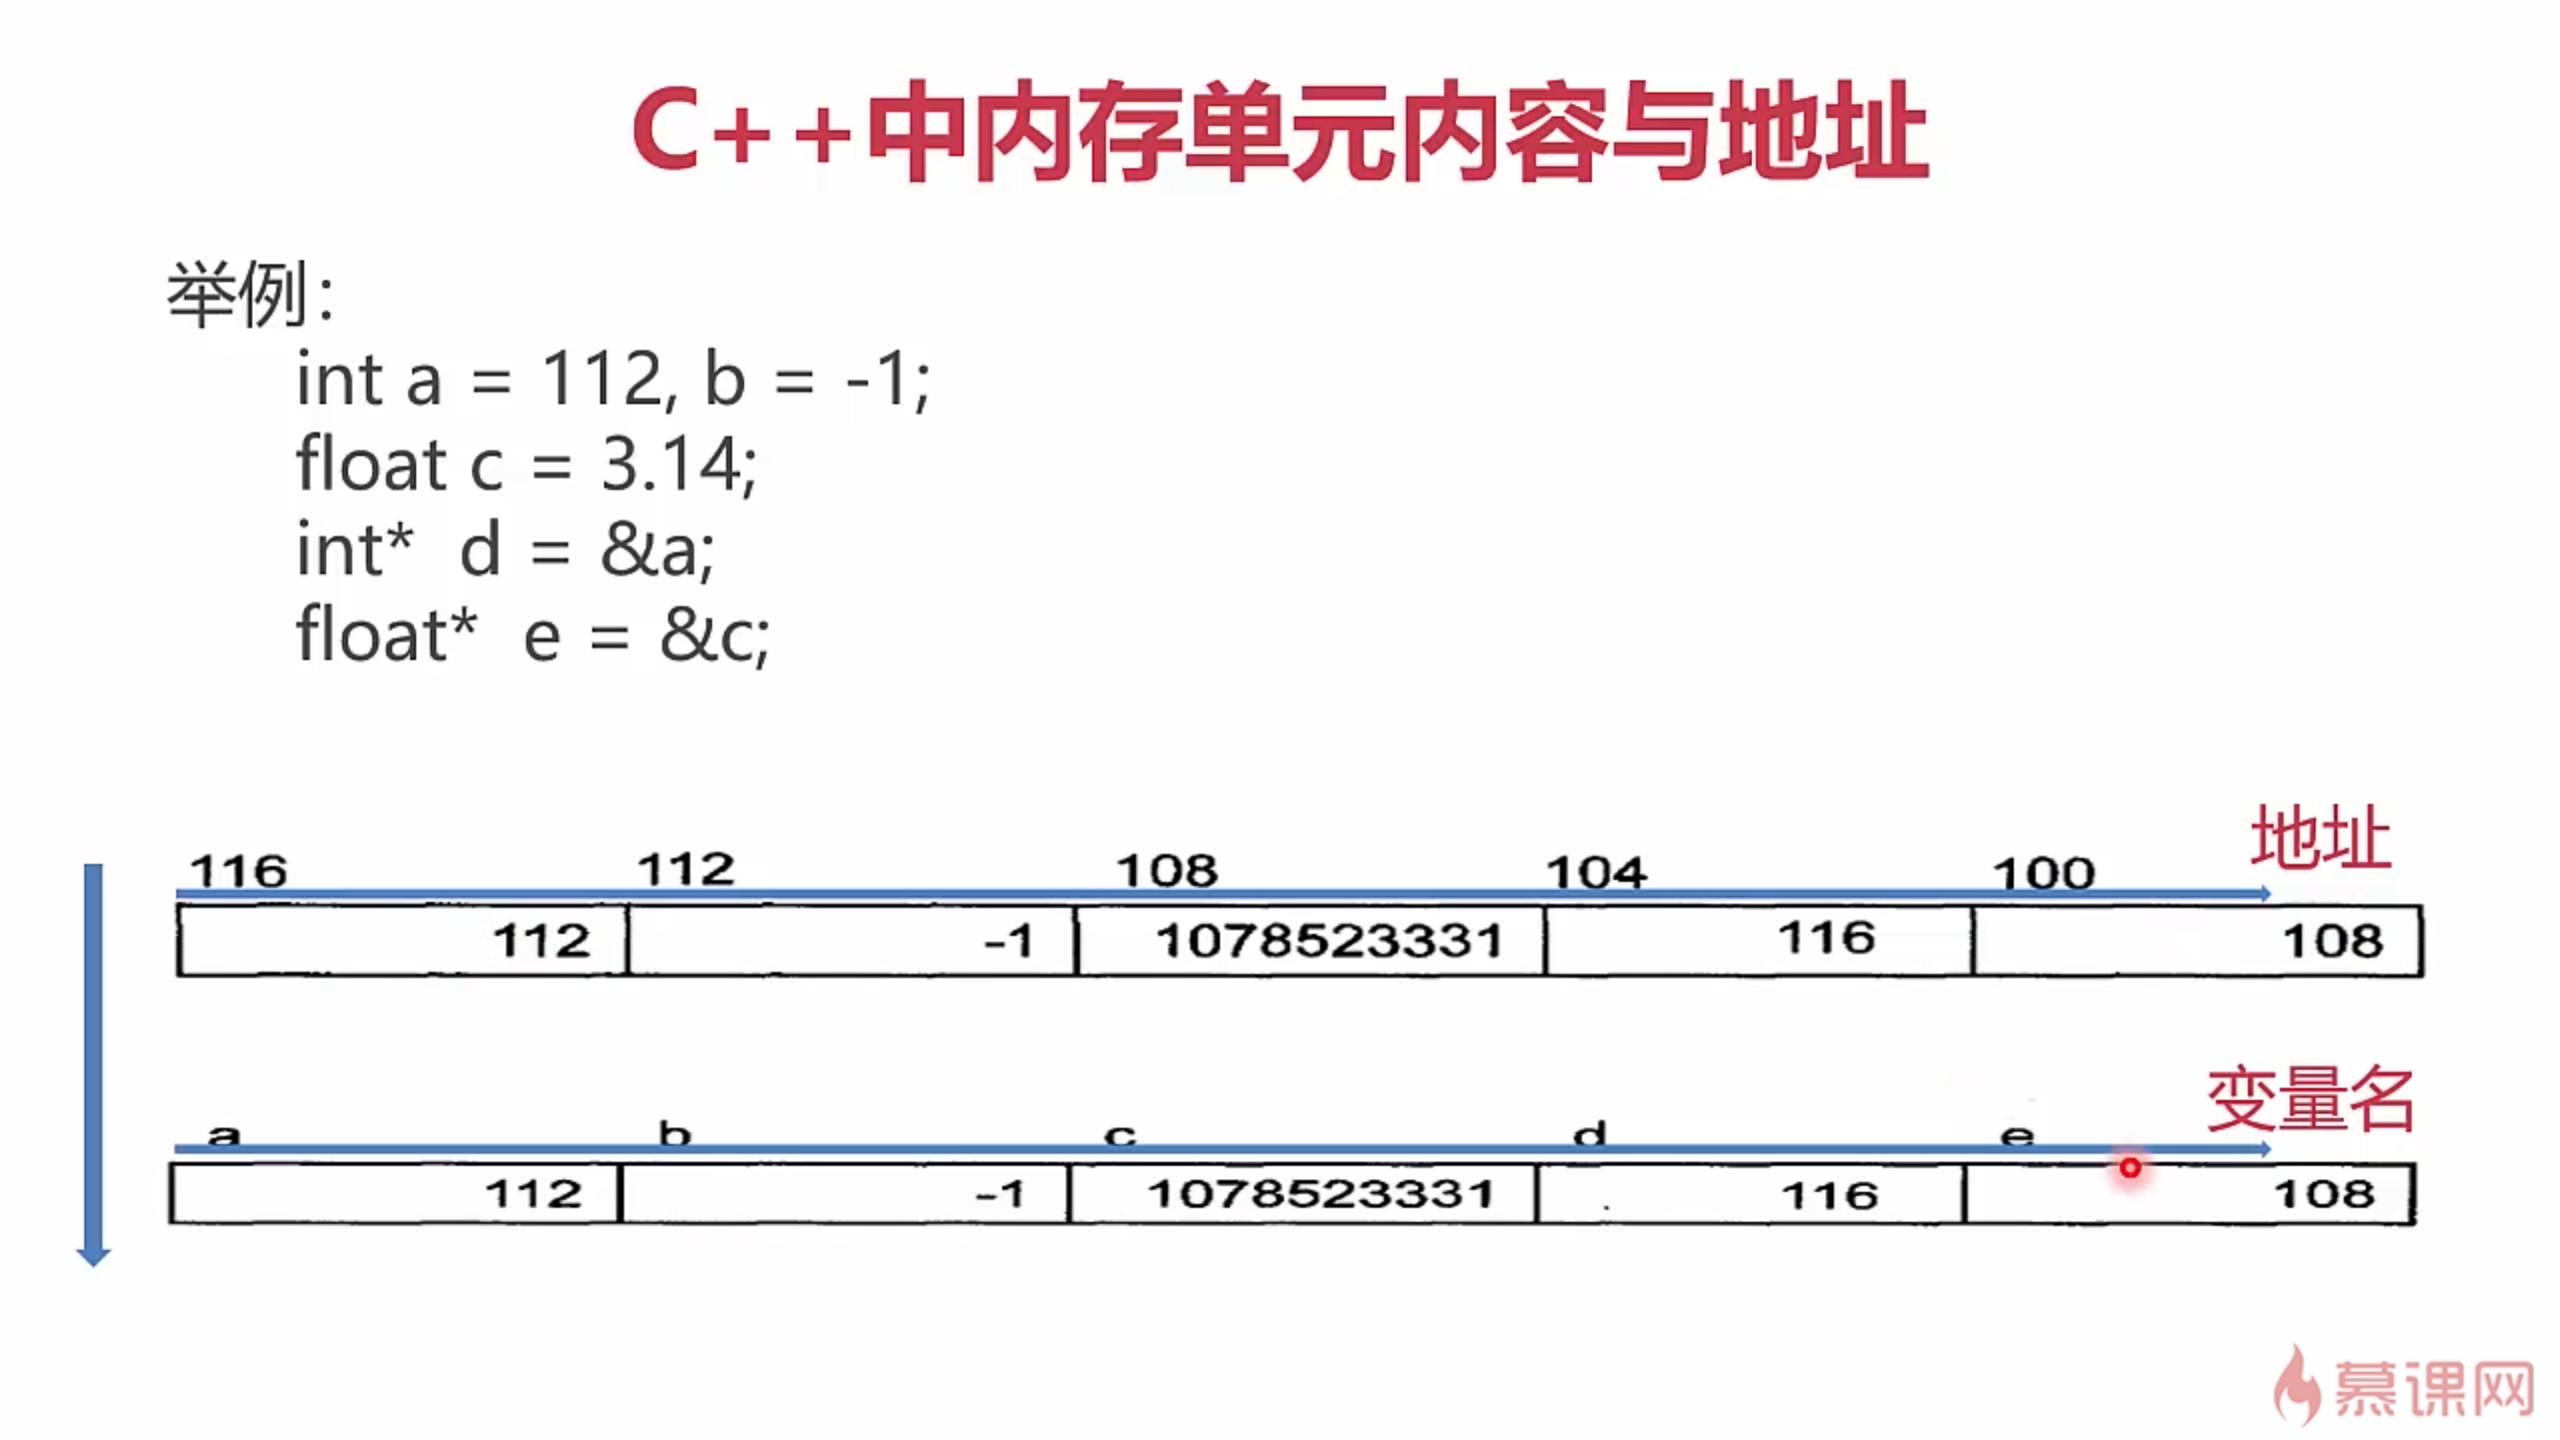 C++中内存单元内容与地址
举例：
int a = 112, b = -1;
float c = 3.14;
int* d = &a;
float* e = &c;
地址
116 112 108 104 100
112 -1 1078523331 116 108
变量名
a b c d e
112 -1 1078523331 116 108
慕课网